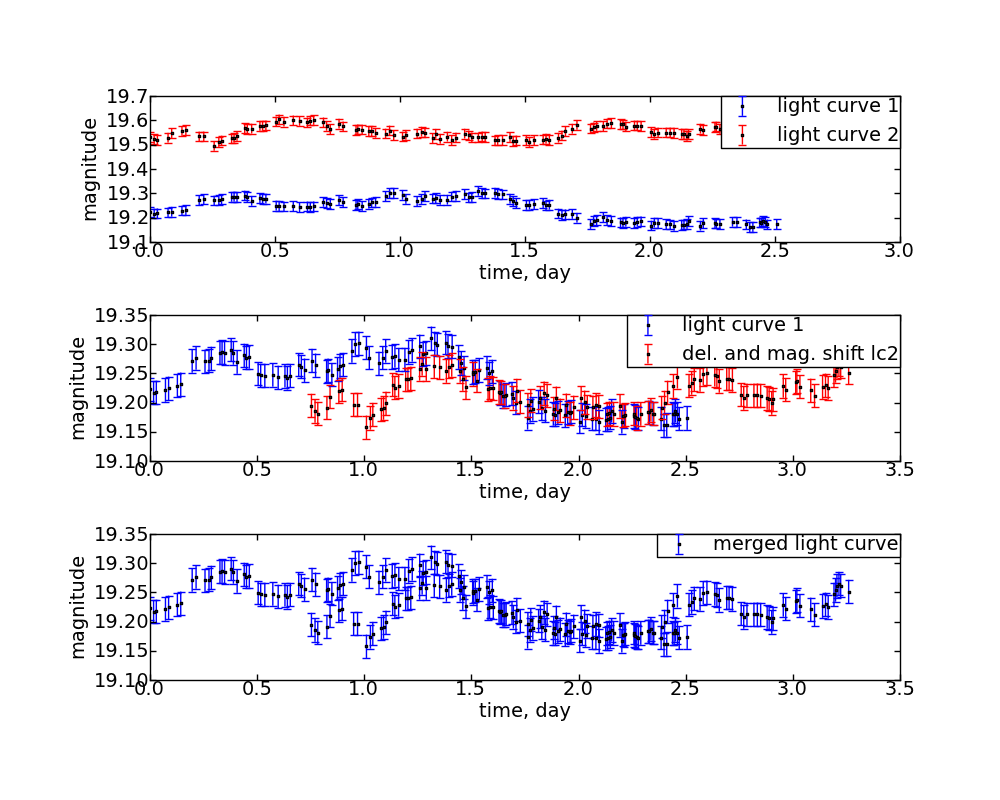 19.7
19.6
19.5
19.4
19.3
19.2
19.1
magnitude
light curve 1
light curve 2
0.0 0.5 1.0 1.5 2.0 2.5 3.0
time, day
19.35
19.30
19.25
19.20
19.15
19.10
magnitude
light curve 1
del. and mag. shift lc2
0.0 0.5 1.0 1.5 2.0 2.5 3.0 3.5
time, day
19.35
19.30
19.25
19.20
19.15
19.10
magnitude
merged light curve
0.0 0.5 1.0 1.5 2.0 2.5 3.0 3.5
time, day